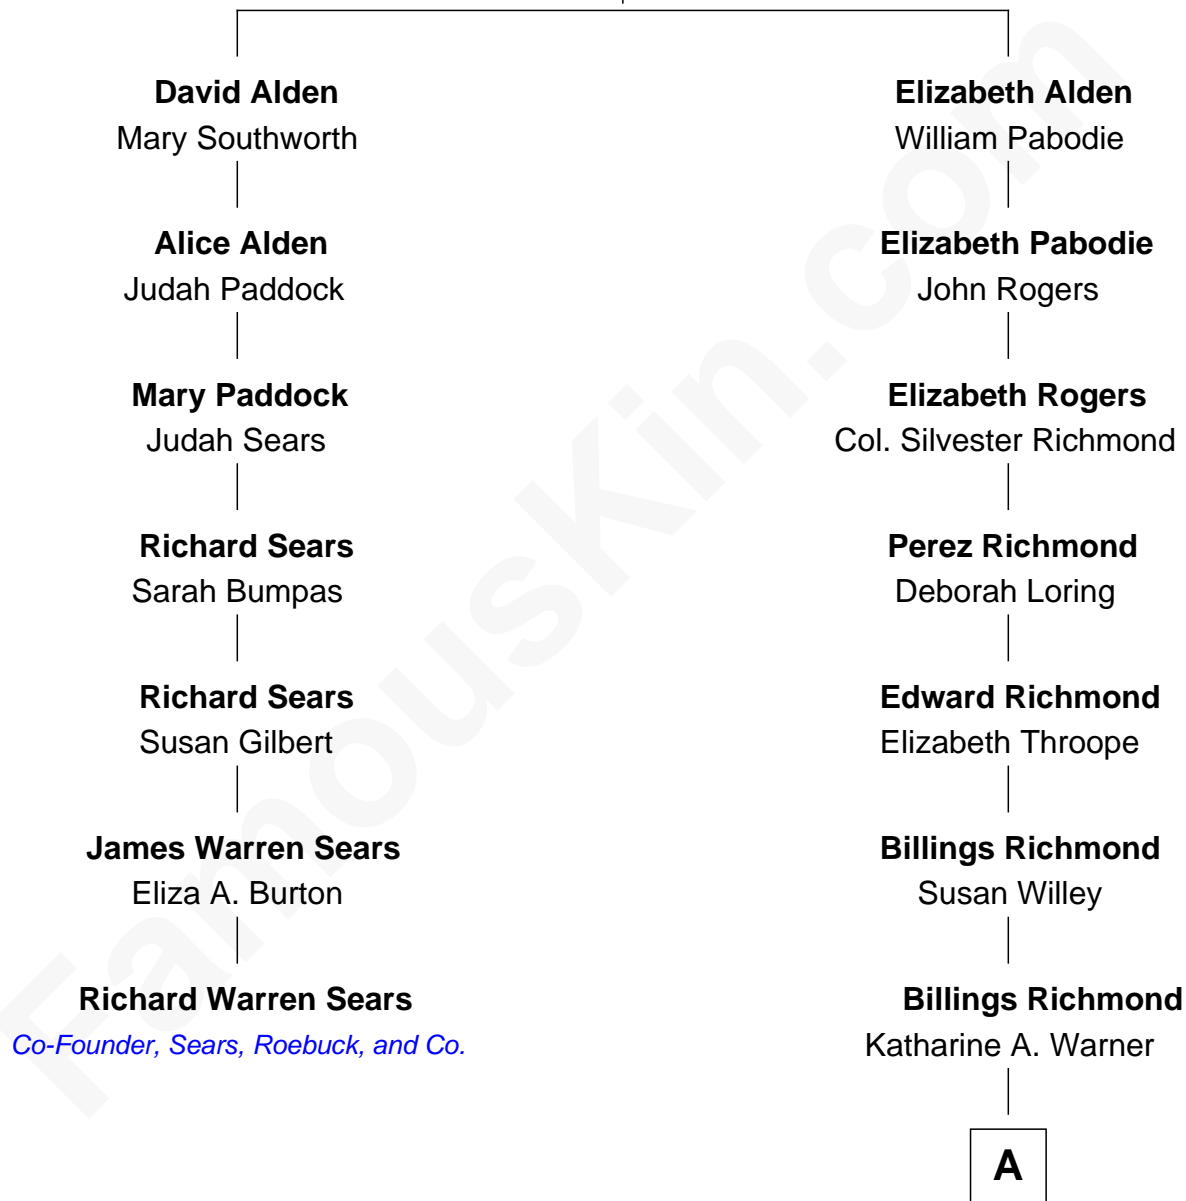 David Alden
Mary Southworth
Alice Alden
Judah Paddock
Mary Paddock
Judah Sears
Richard Sears
Sarah Bumpas
Richard Sears
Susan Gilbert
James Warren Sears
Eliza A. Burton
Richard Warren Sears
Co-Founder, Sears, Roebuck, and Co.
Elizabeth Alden
William Pabodie
Elizabeth Pabodie
John Rogers
Elizabeth Rogers
Col. Silvester Richmond
Perez Richmond
Deborah Loring
Edward Richmond
Elizabeth Throope
Billings Richmond
Susan Willey
Billings Richmond
Katharine A. Warner
A
FamousKin.com